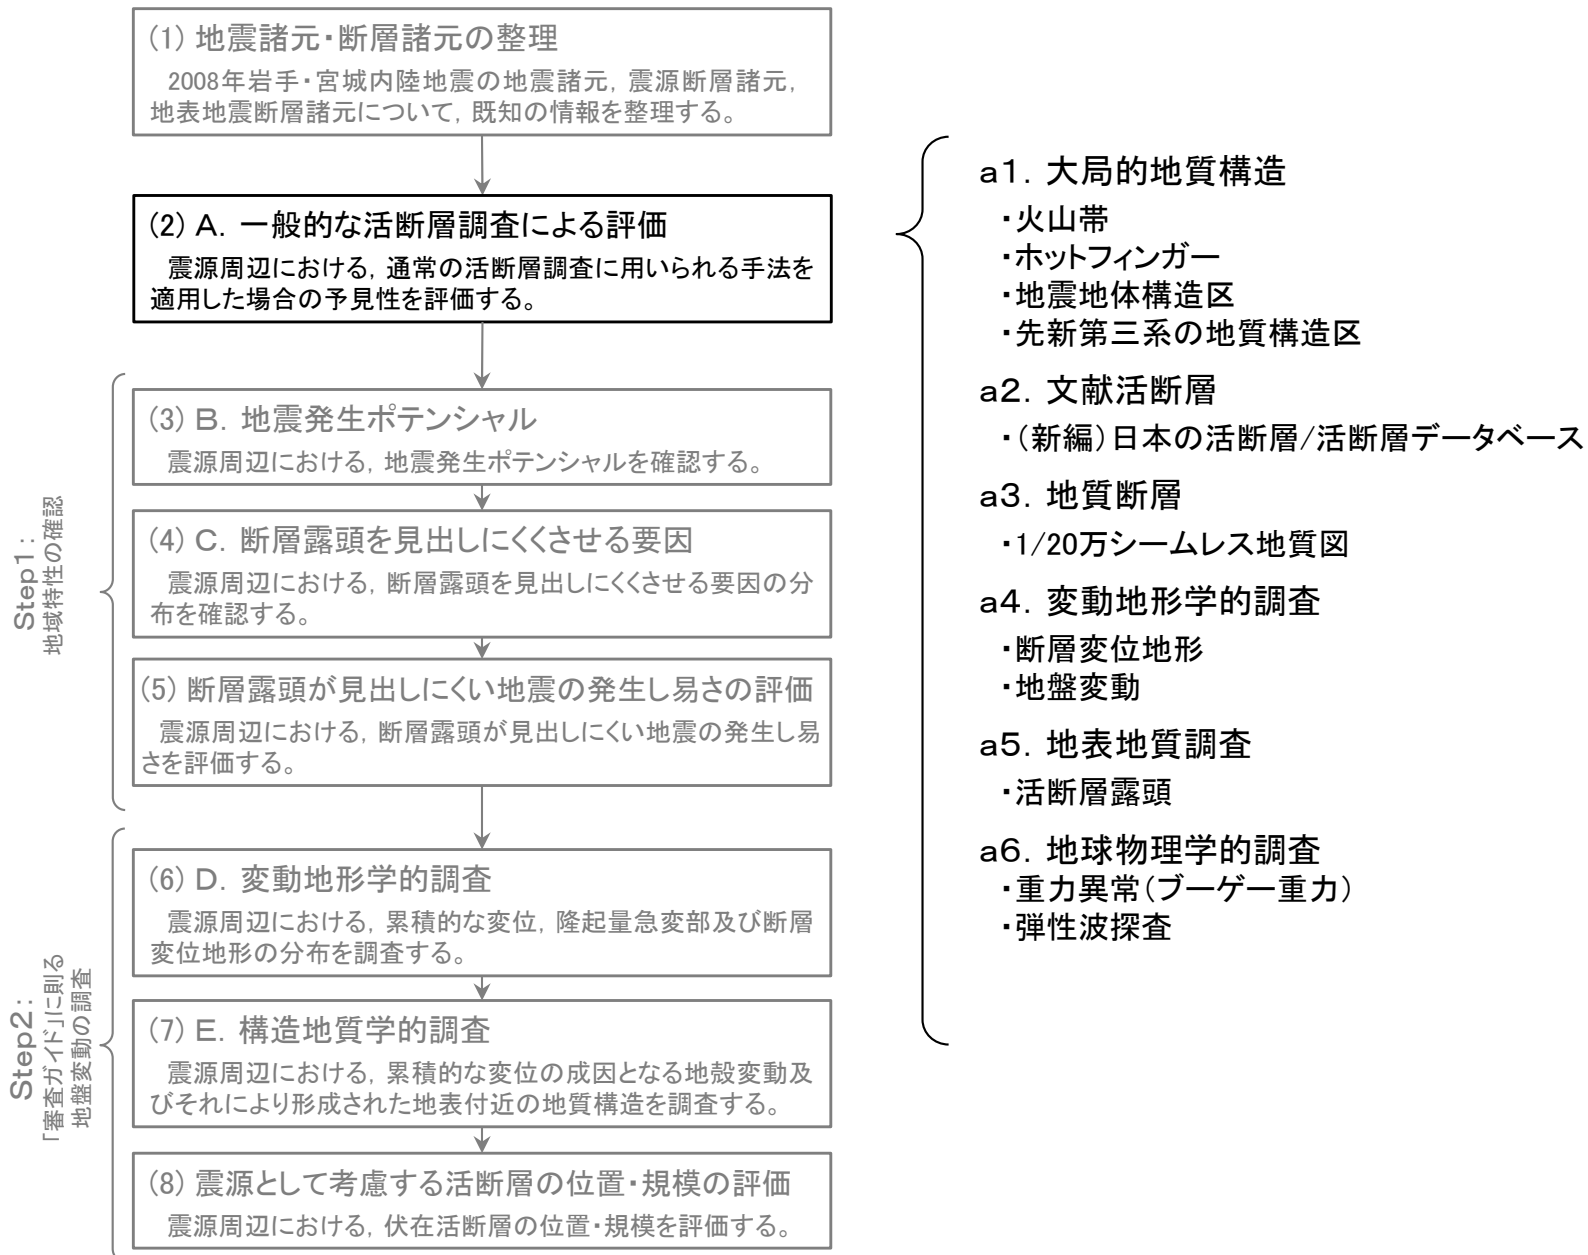 (1) 地震諸元・断層諸元の整理
2008年岩手・宮城内陸地震の地震諸元，震源断層諸元，
地表地震断層諸元について，既知の情報を整理する。
(2) A．一般的な活断層調査による評価
震源周辺における，通常の活断層調査に用いられる手法を
適用した場合の予見性を評価する。
Step1：
地域特性の確認
(3) B．地震発生ポテンシャル
震源周辺における，地震発生ポテンシャルを確認する。
(4) C．断層露頭を見出しにくくさせる要因
震源周辺における，断層露頭を見出しにくくさせる要因の分
布を確認する。
(5) 断層露頭が見出しにくい地震の発生し易さの評価
震源周辺における，断層露頭が見出しにくい地震の発生し易
さを評価する。
Step2：
「審査ガイド」に則る
地盤変動の調査
(6) D．変動地形学的調査
震源周辺における，累積的な変位，隆起量急変部及び断層
変位地形の分布を調査する。
(7) E．構造地質学的調査
震源周辺における，累積的な変位の成因となる地殻変動及
びそれにより形成された地表付近の地質構造を調査する。
(8) 震源として考慮する活断層の位置・規模の評価
震源周辺における，伏在活断層の位置・規模を評価する。
a1．大局的地質構造
・火山帯
・ホットフィンガー
・地震地体構造区
・先新第三系の地質構造区
a2．文献活断層
・（新編）日本の活断層/活断層データベース
a3．地質断層
・1/20万シームレス地質図
a4．変動地形学的調査
・断層変位地形
・地盤変動
a5．地表地質調査
・活断層露頭
a6．地球物理学的調査
・重力異常（ブーゲー重力）
・弾性波探査